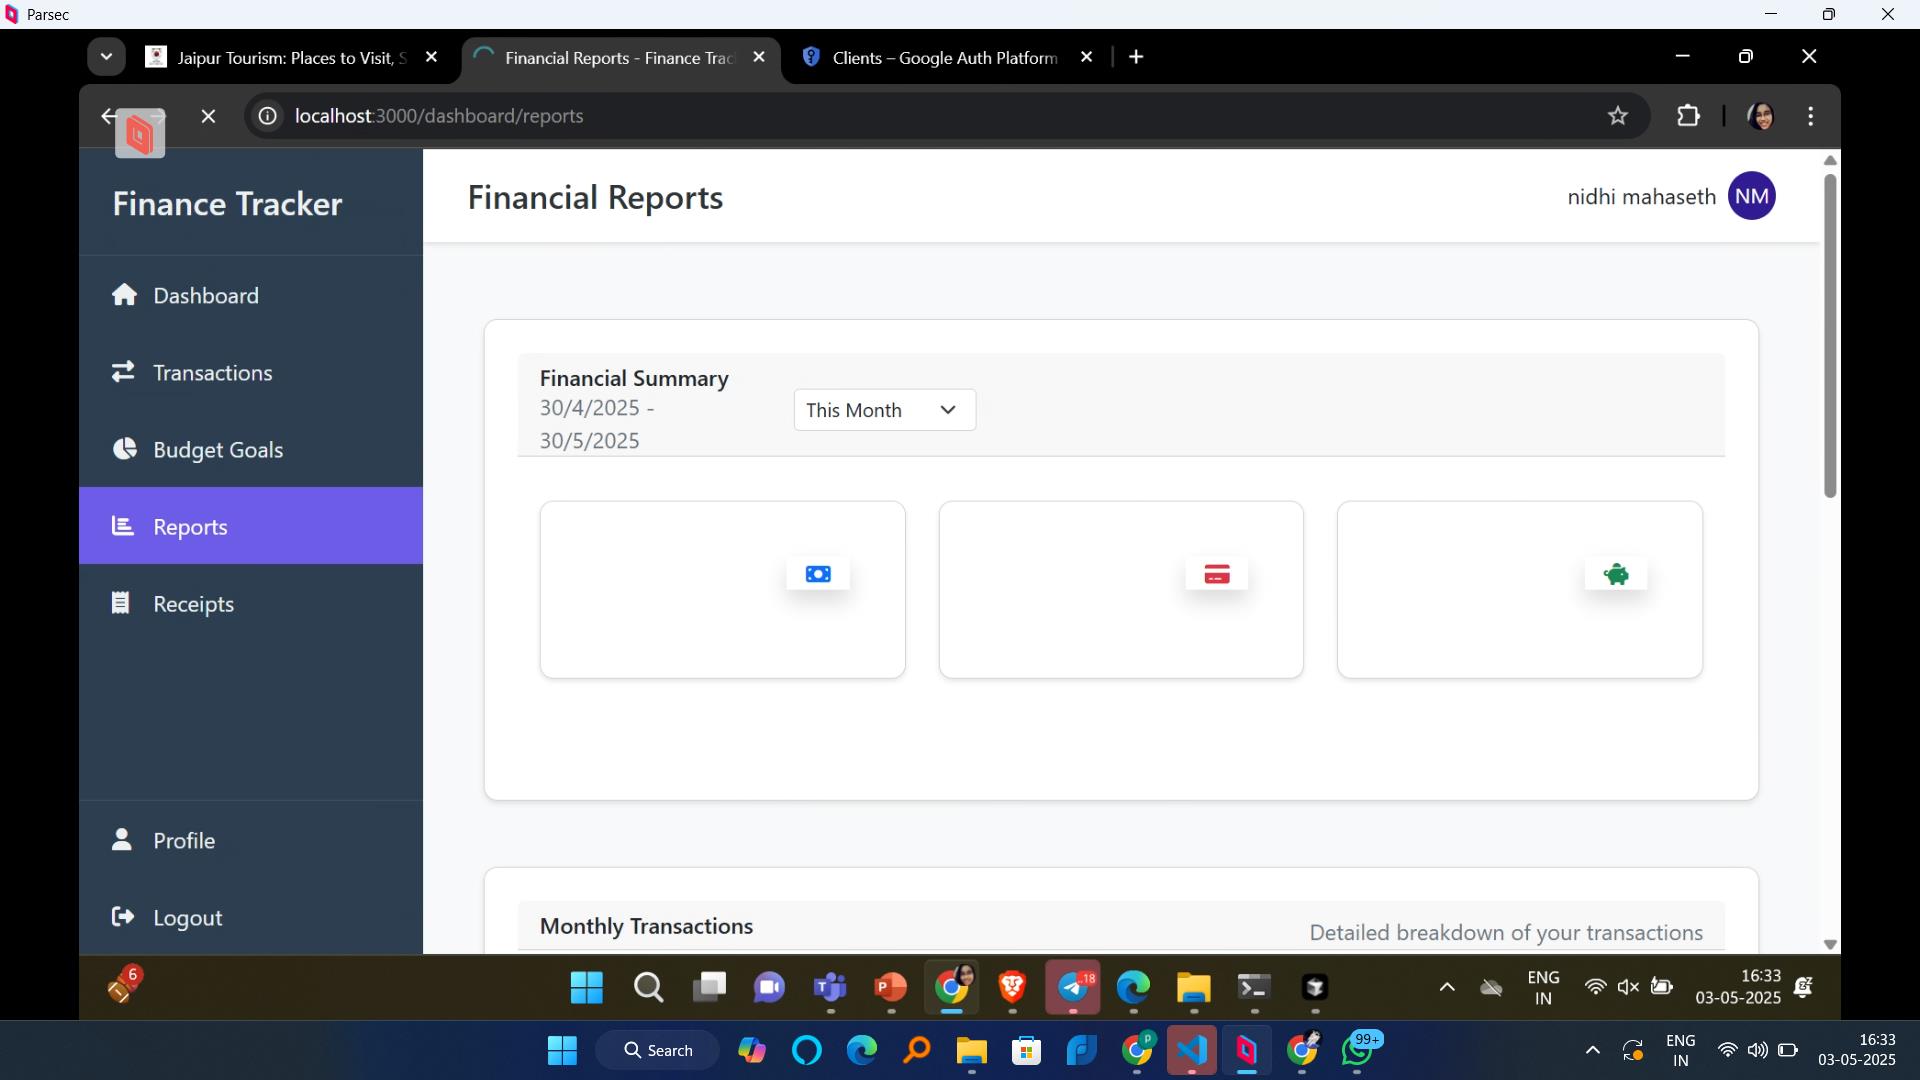 Parsec
Jaipur Tourism: Places to Visit, S
Financial Reports - Finance Trac
Clients – Google Auth Platform
localhost:3000/dashboard/reports
Finance Tracker
Financial Reports
nidhi mahaseth
NM
Dashboard
Transactions
Budget Goals
Reports
Receipts
Profile
Logout
Financial Summary
30/4/2025 -
30/5/2025
This Month
Monthly Transactions
Detailed breakdown of your transactions
6
18
ENG
IN
16:33
03-05-2025
Search
P
99+
ENG
IN
16:33
03-05-2025